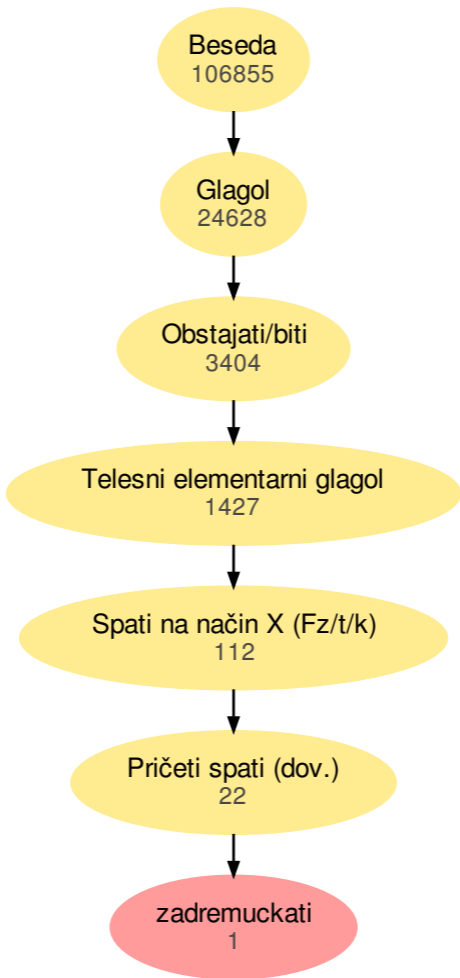 Beseda
106855
Glagol
24628
Obstajati/biti
3404
Telesni elementarni glagol
1427
Spati na način X (Fz/t/k)
112
Pričeti spati (dov.)
22
zadremuckati
1